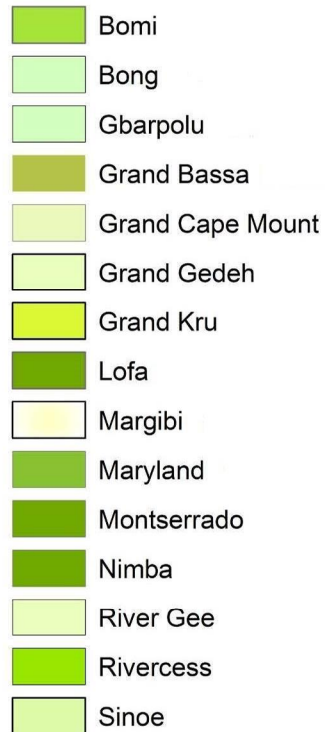 Bomi
Bong
Gbarpolu
Grand Bassa
Grand Cape Mount
Grand Gedeh
Grand Kru
Lofa
Margibi
Maryland
Montserrado
Nimba
River Gee
Rivercess
Sinoe